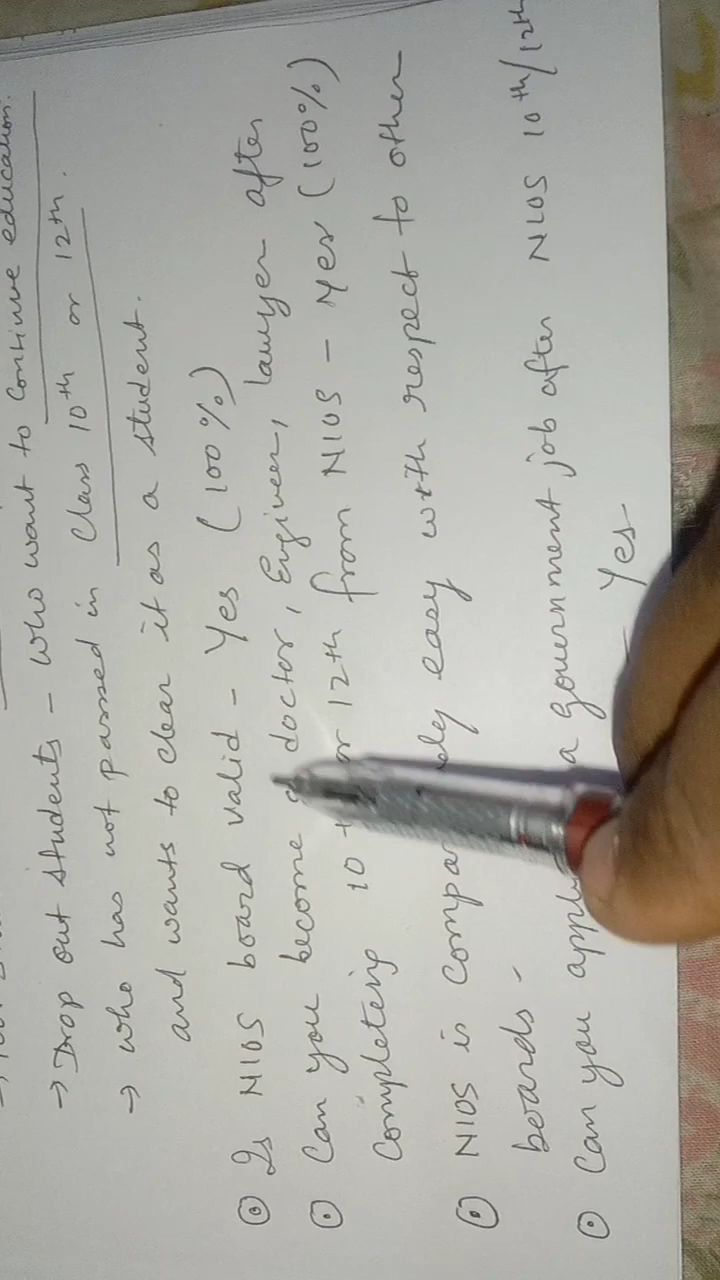 → Drop out students - who want to continue education.
→ who has not passed in Class 10th or 12th.
and wants to clear it as a student.
Is NIOS board valid - Yes (100%)
Can you become doctor, Engineer, lawyer after
Completing 10 or 12th from NIOS - Yes (100%)
NIOS is compa ely easy with respect to other
boards -
Can you appl a government job after NIOS 10th/12th
- Yes